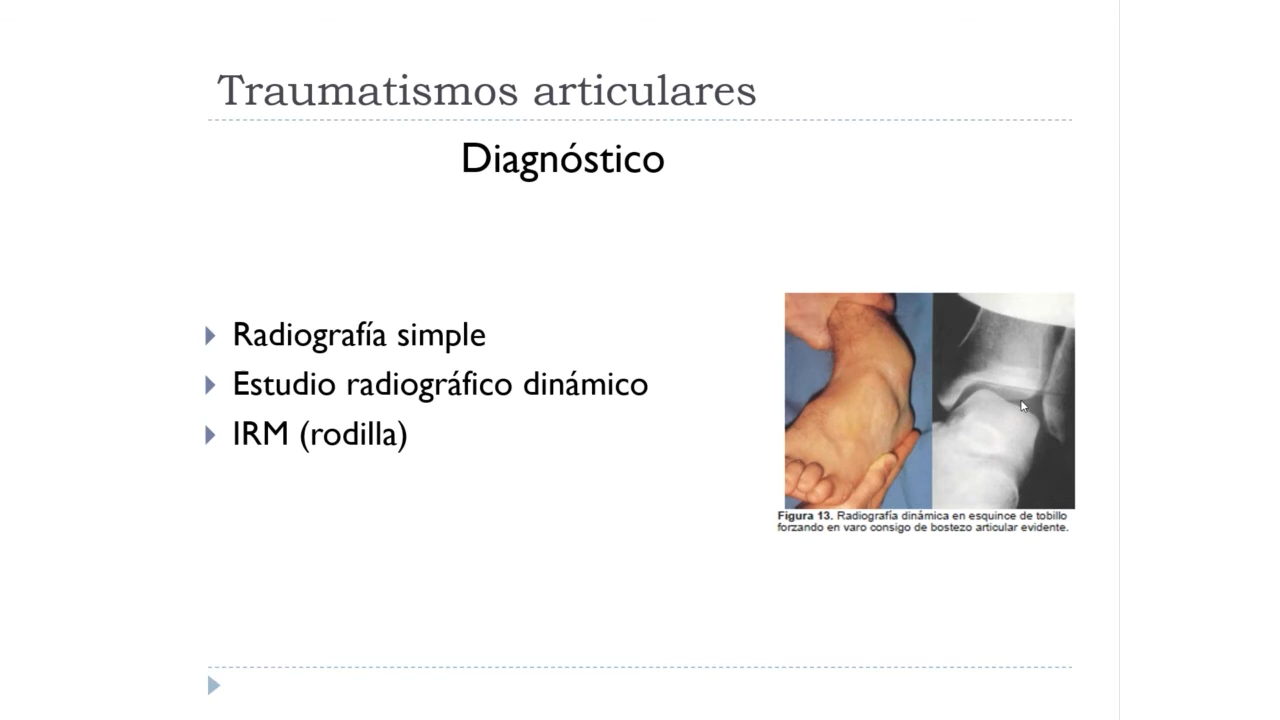 Traumatismos articulares
Diagnóstico
Radiografía simple
Estudio radiográfico dinámico
IRM (rodilla)
Figura 13. Radiografía dinámica en esquince de tobillo
forzando en varo consigo de bostezo articular evidente.